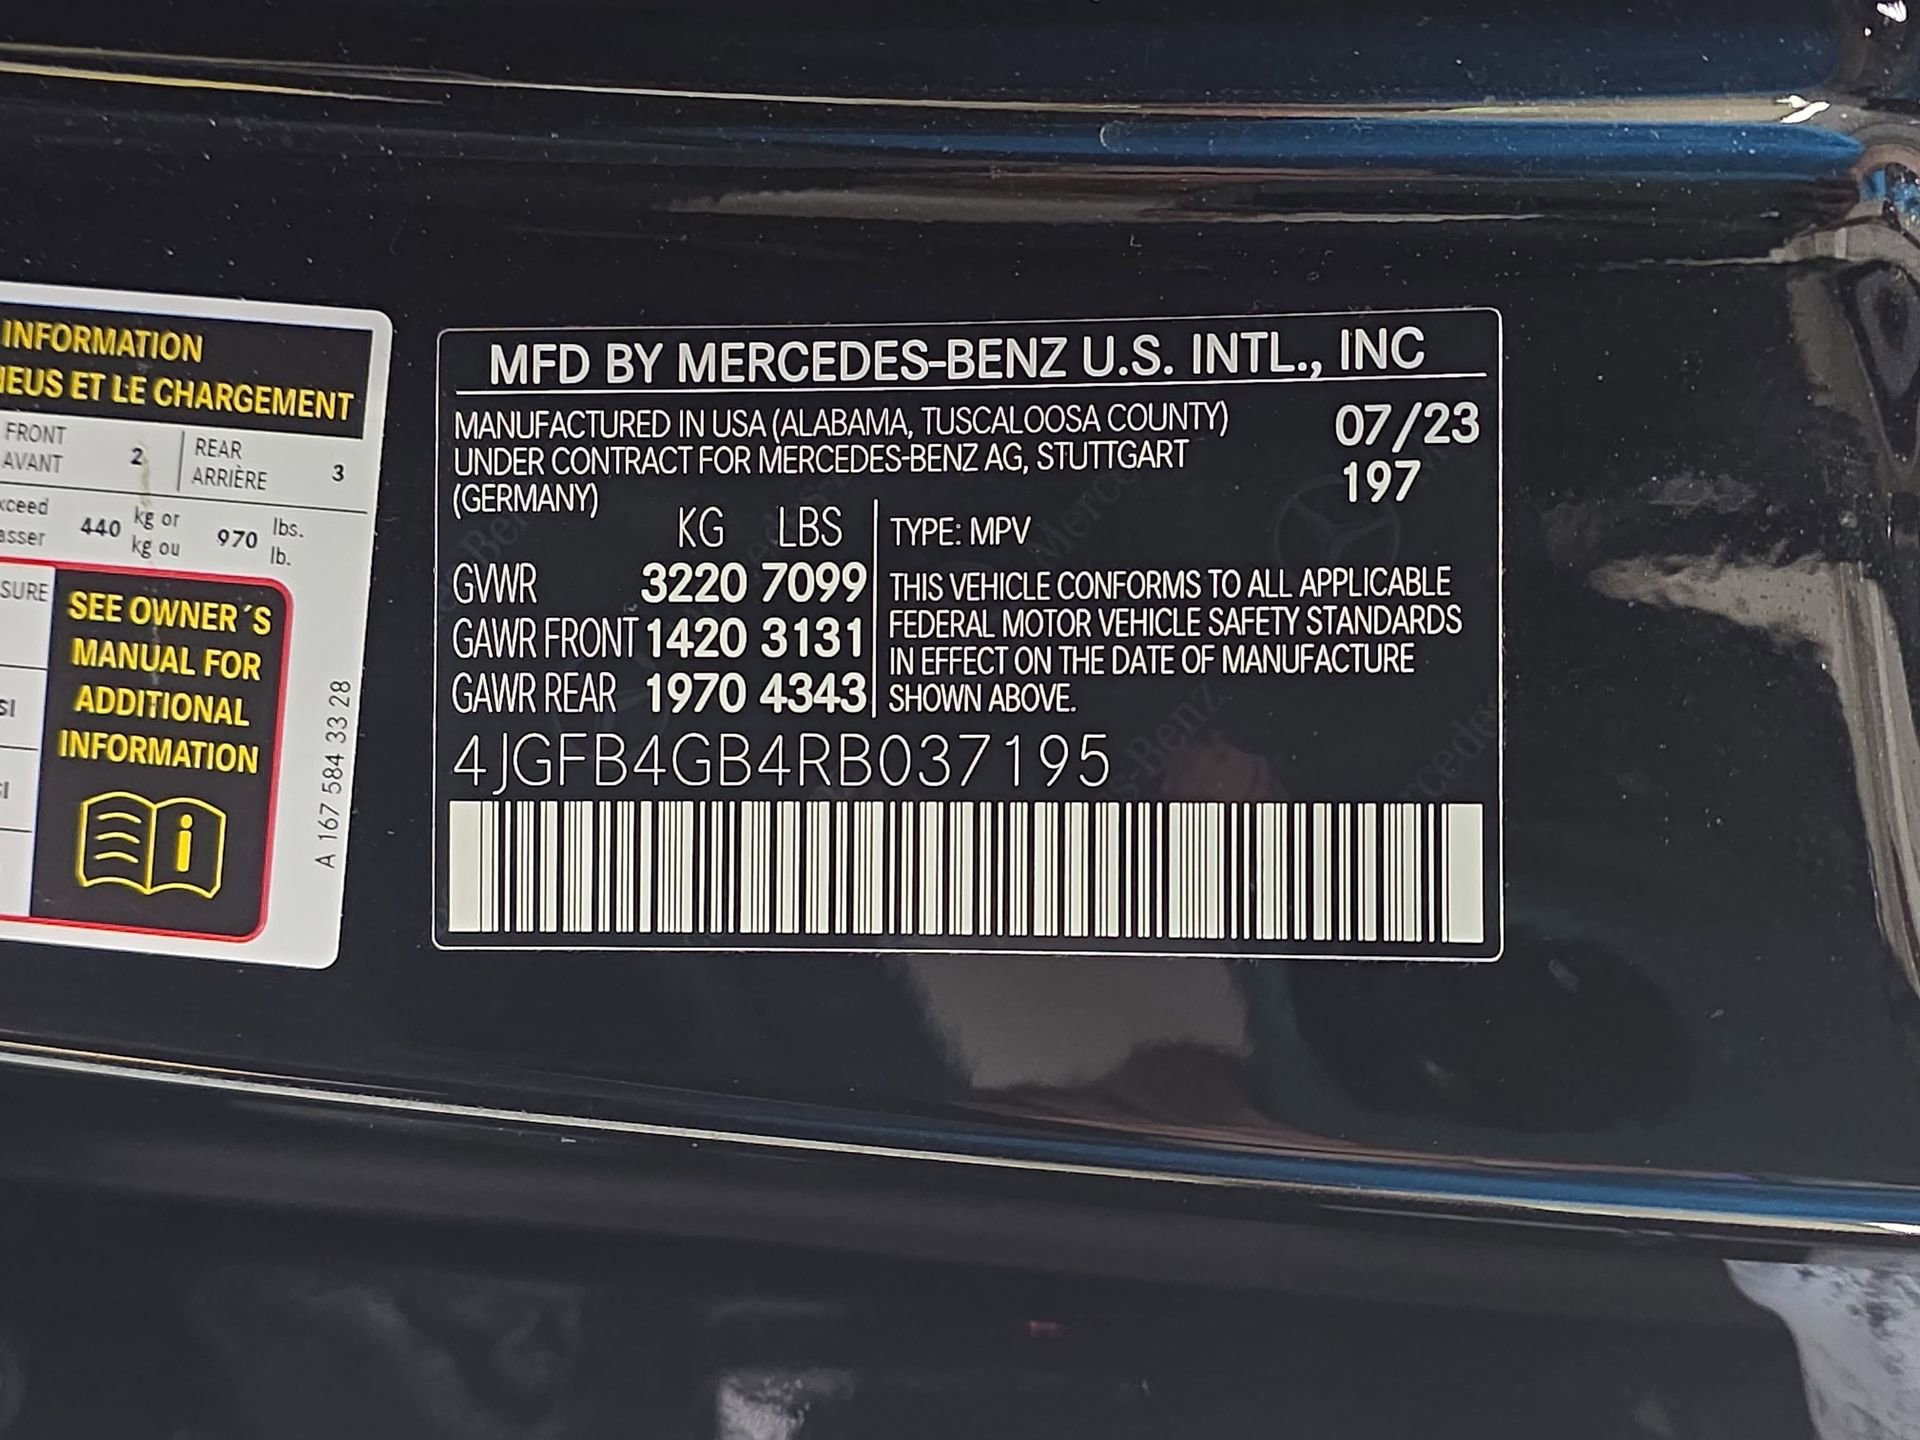 INFORMATION
NEUS ET LE CHARGEMENT
FRONT
AVANT
2
REAR
ARRIÈRE
3
440
kg or
kg ou
970
lbs.
lb.
SEE OWNER´S
MANUAL FOR
ADDITIONAL
INFORMATION
i
A 167 584 33 28
MFD BY MERCEDES-BENZ U.S. INTL., INC
MANUFACTURED IN USA (ALABAMA, TUSCALOOSA COUNTY)
UNDER CONTRACT FOR MERCEDES-BENZ AG, STUTTGART
(GERMANY)
07/23
197
KG LBS
GVWR 3220 7099
GAWR FRONT 1420 3131
GAWR REAR 1970 4343
TYPE: MPV
THIS VEHICLE CONFORMS TO ALL APPLICABLE
FEDERAL MOTOR VEHICLE SAFETY STANDARDS
IN EFFECT ON THE DATE OF MANUFACTURE
SHOWN ABOVE.
4JGFB4GB4RB037195